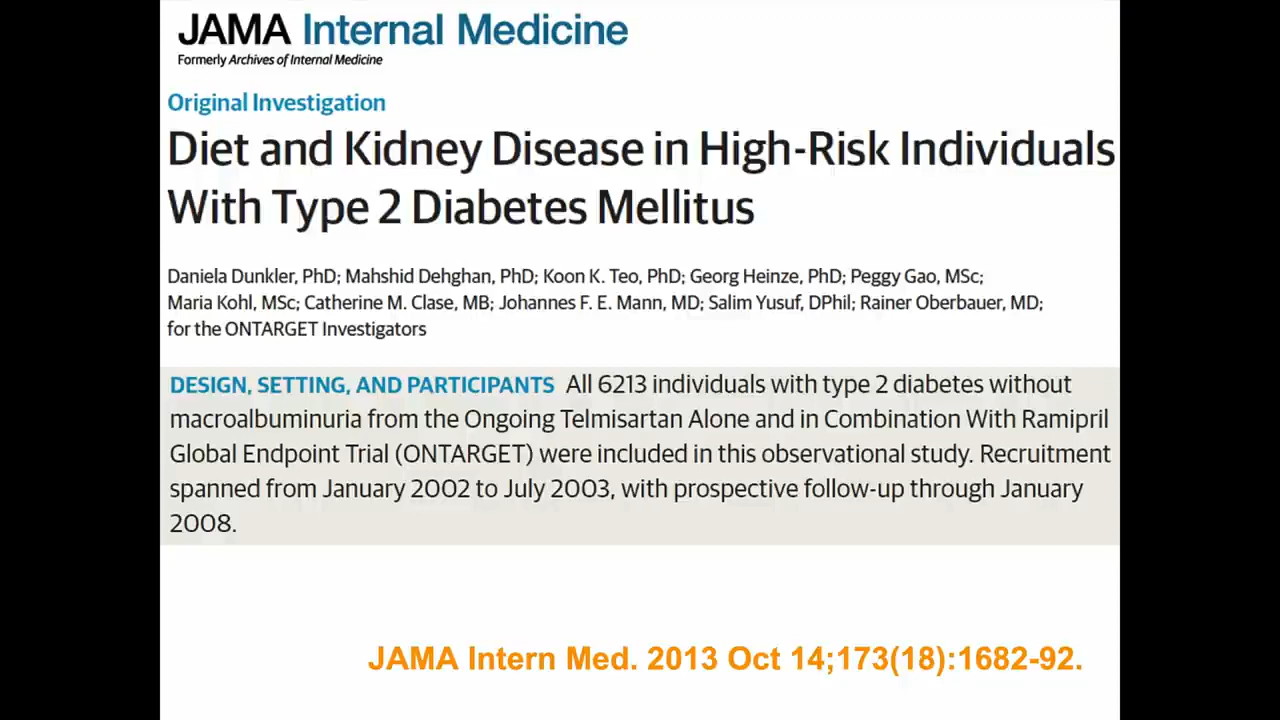 JAMA Internal Medicine
Formerly Archives of Internal Medicine
Original Investigation
Diet and Kidney Disease in High-Risk Individuals
With Type 2 Diabetes Mellitus
Daniela Dunkler, PhD; Mahshid Dehghan, PhD; Koon K. Teo, PhD; Georg Heinze, PhD; Peggy Gao, MSc;
Maria Kohl, MSc; Catherine M. Clase, MB; Johannes F. E. Mann, MD; Salim Yusuf, DPhil; Rainer Oberbauer, MD;
for the ONTARGET Investigators
DESIGN, SETTING, AND PARTICIPANTS All 6213 individuals with type 2 diabetes without
macroalbuminuria from the Ongoing Telmisartan Alone and in Combination With Ramipril
Global Endpoint Trial (ONTARGET) were included in this observational study. Recruitment
spanned from January 2002 to July 2003, with prospective follow-up through January
2008.
JAMA Intern Med. 2013 Oct 14;173(18):1682-92.